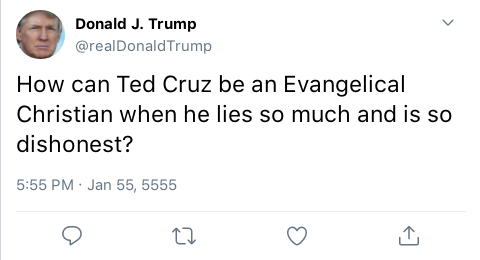 Donald J. Trump
@realDonaldTrump
How can Ted Cruz be an Evangelical
Christian when he lies so much and is so
dishonest?
5:55 PM · Jan 55, 5555